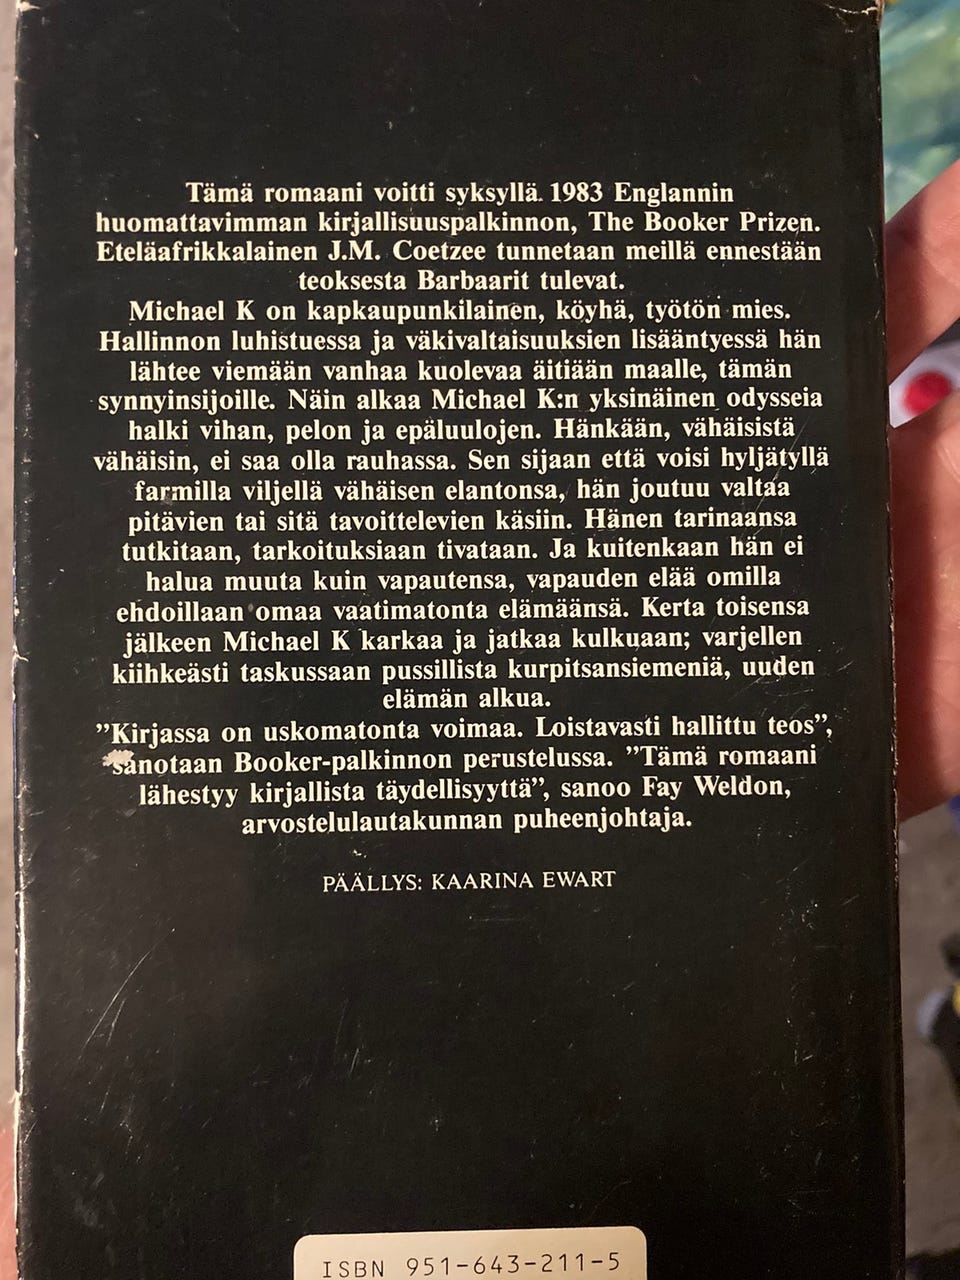 Tämä romaani voitti syksyllä 1983 Englannin
huomattavimman kirjallisuuspalkinnon, The Booker Prizen.
Eteläafrikkalainen J.M. Coetzee tunnetaan meillä ennestään
teoksesta Barbaarit tulevat.
Michael K on kapkaupunkilainen, köyhä, työtön mies.
Hallinnon luhistuessa ja väkivaltaisuuksien lisääntyessä hän
lähtee viemään vanhaa kuolevaa äitiään maalle, tämän
synnyinsijoille. Näin alkaa Michael K:n yksinäinen odysseia
halki vihan, pelon ja epäluulojen. Hänkään, vähäisistä
vähäisin, ei saa olla rauhassa. Sen sijaan että voisi hyljätyllä
farmilla viljellä vähäisen elantonsa, hän joutuu valtaa
pitävien tai sitä tavoittelevien käsiin. Hänen tarinaansa
tutkitaan, tarkoituksiaan tivataan. Ja kuitenkaan hän ei
halua muuta kuin vapautensa, vapauden elää omilla
ehdoillaan omaa vaatimatonta elämäänsä. Kerta toisensa
jälkeen Michael K karkaa ja jatkaa kulkuaan; varjellen
kiihkeästi taskussaan pussillista kurpitsansiemeniä, uuden
elämän alkua.
”Kirjassa on uskomatonta voimaa. Loistavasti hallittu teos”,
sanotaan Booker-palkinnon perustelussa. ”Tämä romaani
lähestyy kirjallista täydellisyyttä”, sanoo Fay Weldon,
arvostelulautakunnan puheenjohtaja.
PÄÄLLYS: KAARINA EWART
ISBN 951-643-211-5